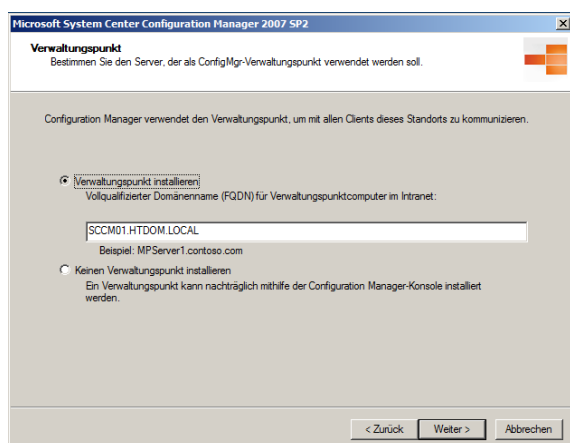 Microsoft System Center Configuration Manager 2007 SP2
Verwaltungspunkt
Bestimmen Sie den Server, der als ConfigMgr-Verwaltungspunkt verwendet werden soll.
Configuration Manager verwendet den Verwaltungspunkt, um mit allen Clients dieses Standorts zu kommunizieren.
Verwaltungspunkt installieren
Vollqualifizierter Domänenname (FQDN) für Verwaltungspunktcomputer im Intranet:
SCCM01.HTDOM.LOCAL
Beispiel: MPServer1.contoso.com
Keinen Verwaltungspunkt installieren
Ein Verwaltungspunkt kann nachträglich mithilfe der Configuration Manager-Konsole installiert
werden.
< Zurück Weiter > Abbrechen